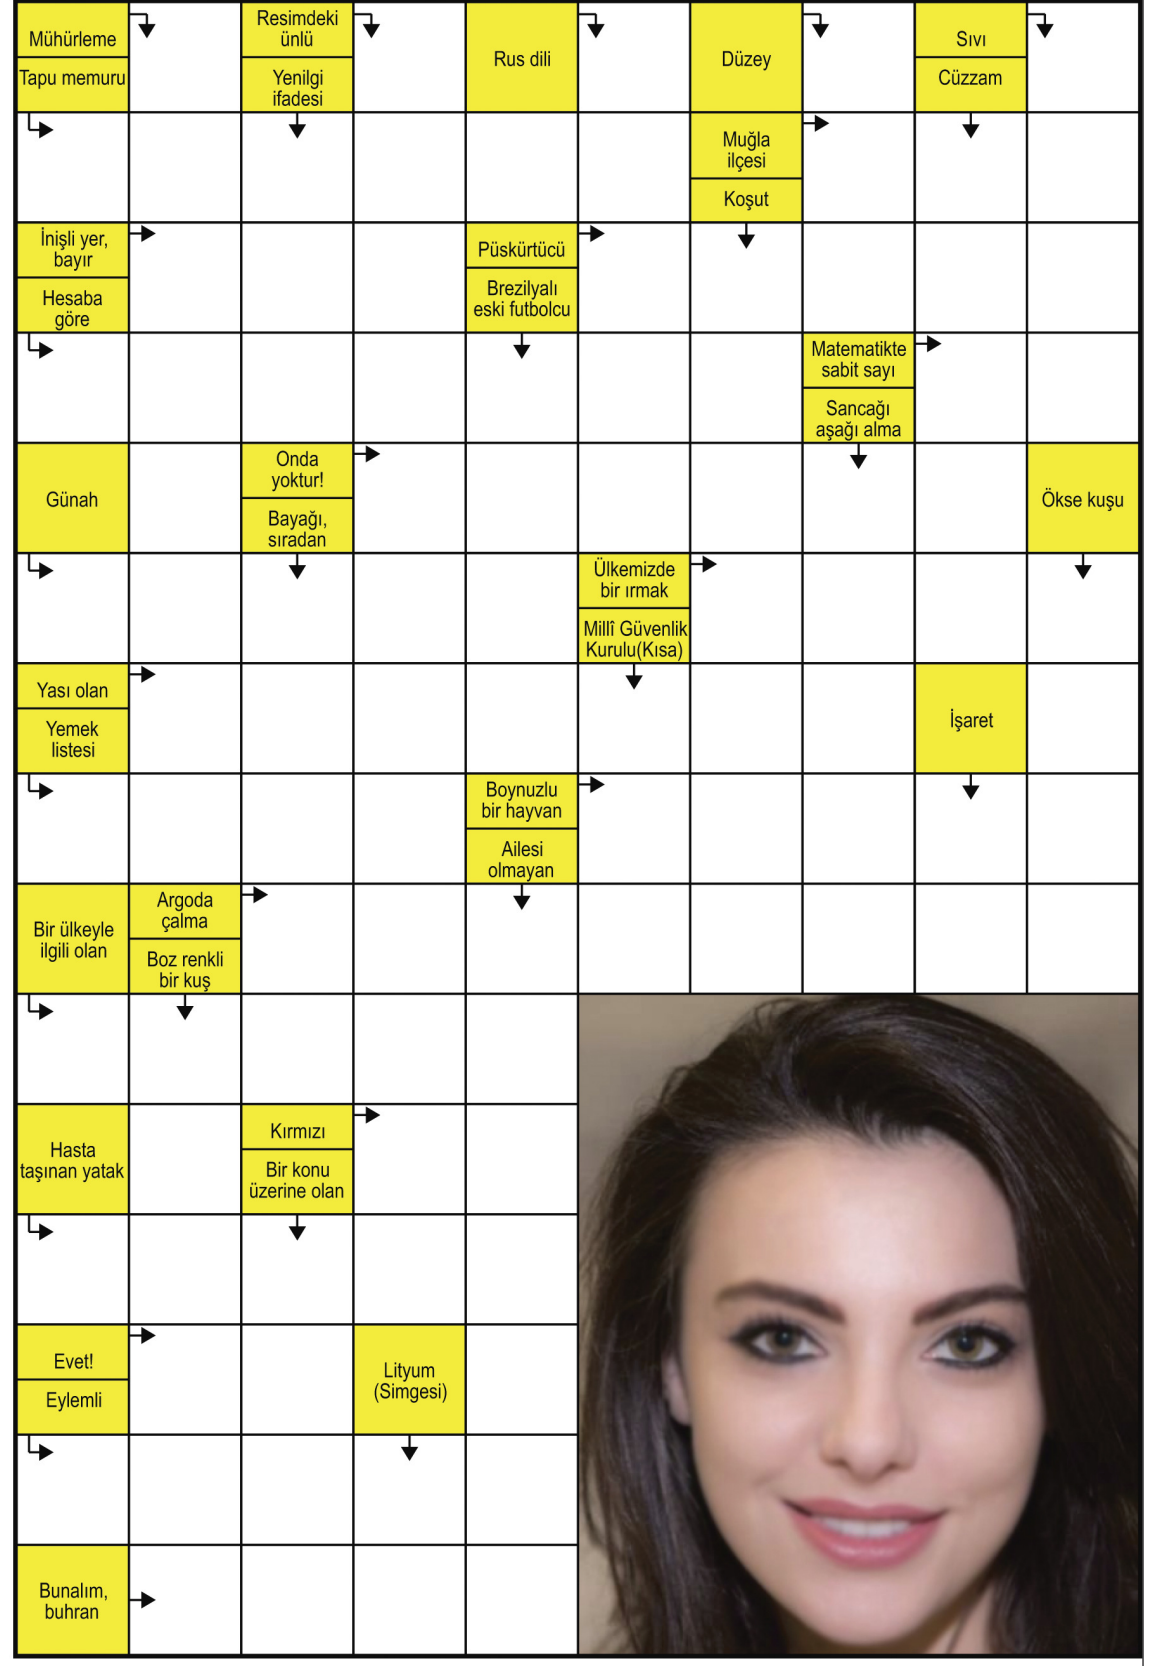 Mühürleme
Tapu memuru
Resimdeki
ünlü
Yenilgi
ifadesi
Rus dili
Düzey
Sıvı
Cüzzam
Muğla
ilçesi
Koşut
İnişli yer,
bayır
Hesaba
göre
Püskürtücü
Brezilyalı
eski futbolcu
Matematikte
sabit sayı
Sancağı
aşağı alma
Günah
Onda
yoktur!
Bayağı,
sıradan
Ökse kuşu
Ülkemizde
bir ırmak
Millî Güvenlik
Kurulu(Kısa)
Yası olan
Yemek
listesi
İşaret
Boynuzlu
bir hayvan
Ailesi
olmayan
Bir ülkeyle
ilgili olan
Argoda
çalma
Boz renkli
bir kuş
Hasta
taşınan yatak
Kırmızı
Bir konu
üzerine olan
Evet!
Eylemli
Lityum
(Simgesi)
Bunalım,
buhran